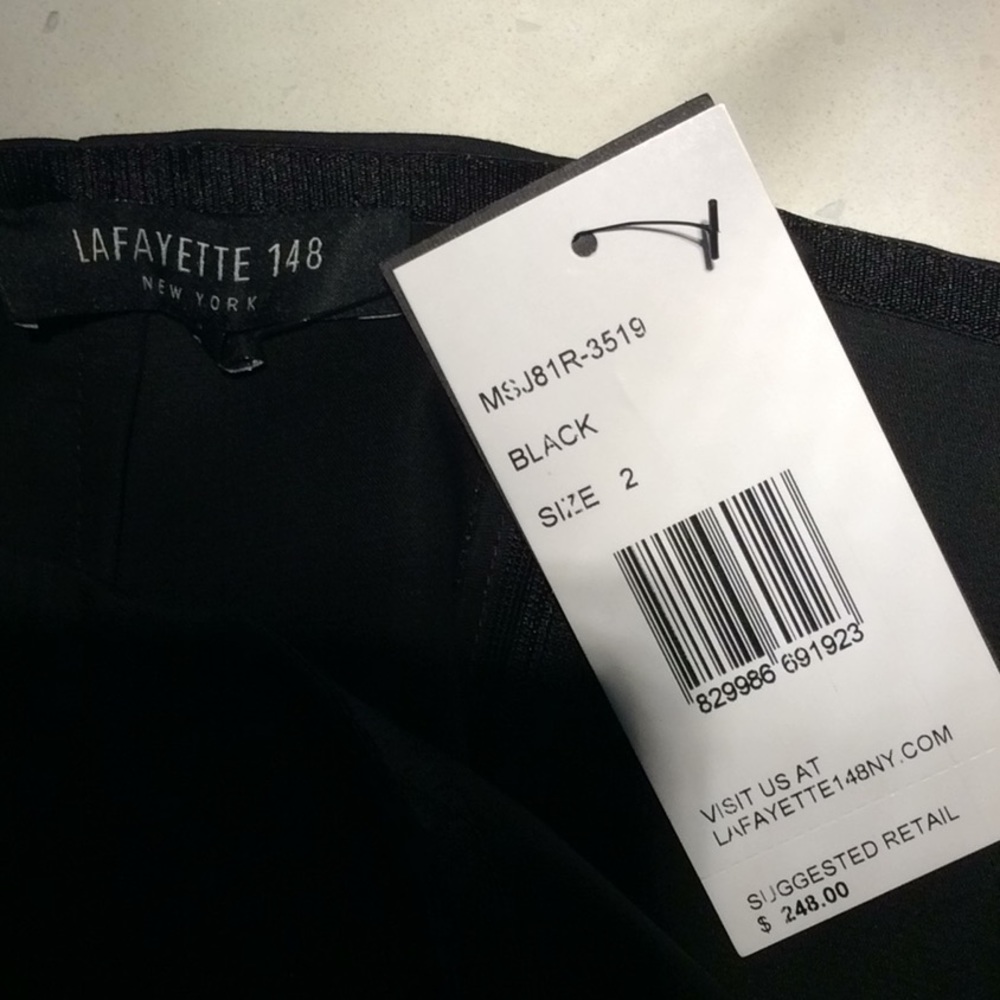 LAFAYETTE 148
NEW YORK
MSJ81R-3519
BLACK
SIZE 2
829986 691923
VISIT US AT
LAFAYETTE148NY.COM
SUGGESTED RETAIL
$ 248.00